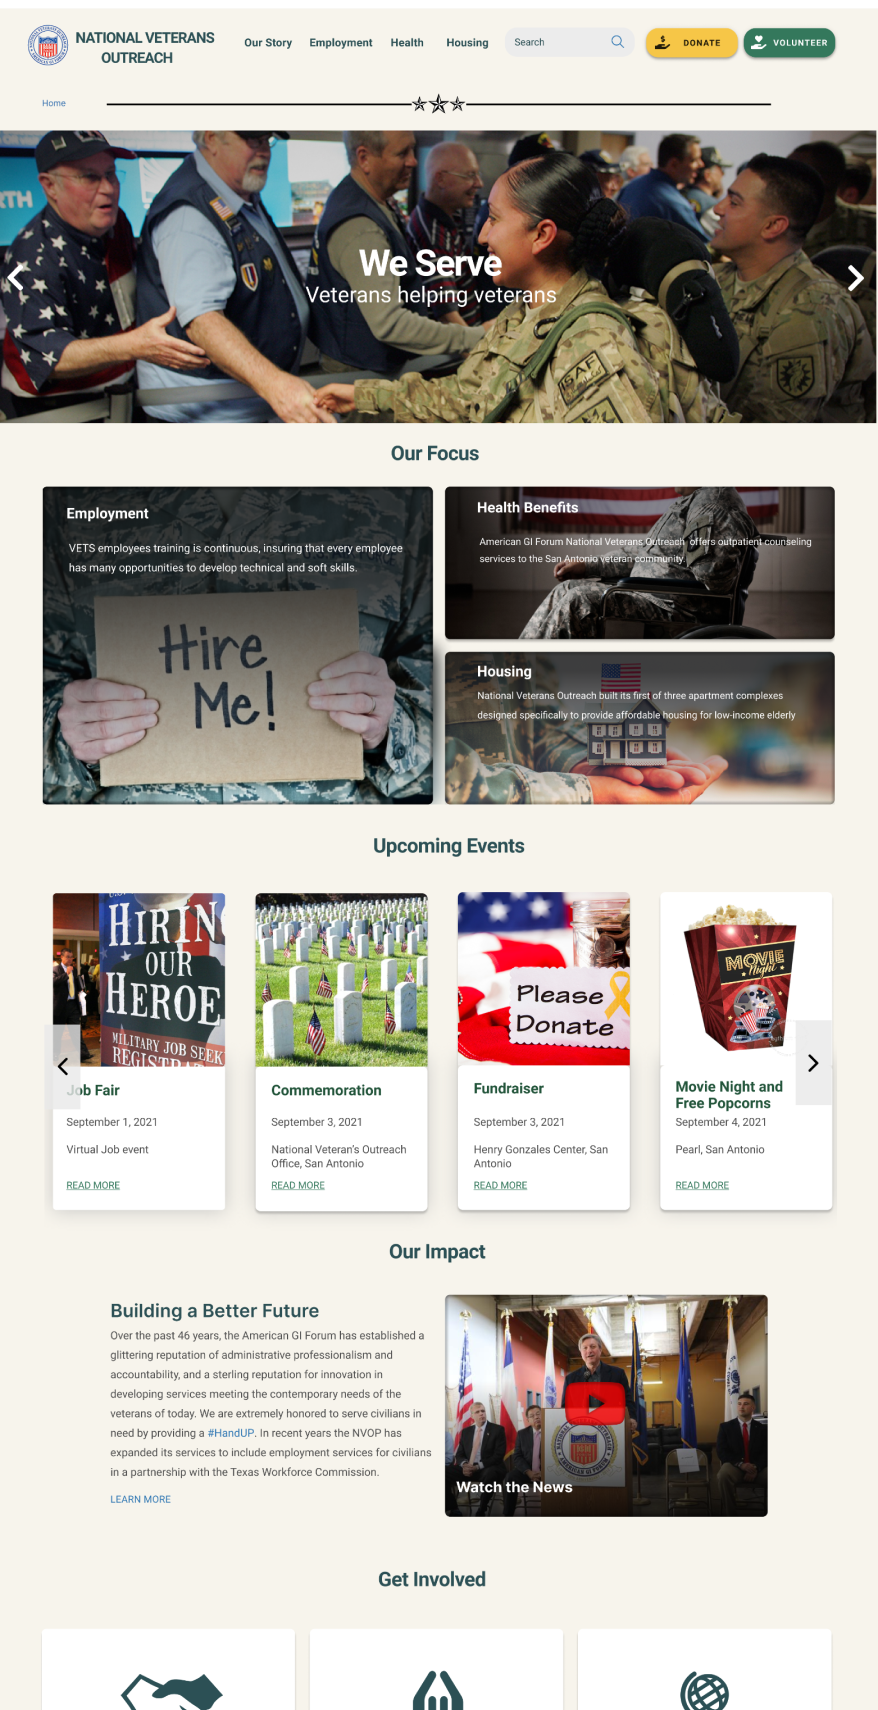 NATIONAL VETERANS
OUTREACH
Our Story
Employment
Health
Housing
Search
DONATE
VOLUNTEER
Home
RTH
We Serve
Veterans helping veterans
ISAF
Our Focus
Employment
VETS employees training is continuous, insuring that every employee
has many opportunities to develop technical and soft skills.
Hire
Me!
Health Benefits
American GI Forum National Veterans Outreach offers outpatient counseling
services to the San Antonio veteran community.
Housing
National Veterans Outreach built its first of three apartment complexes
designed specifically to provide affordable housing for low-income elderly
Upcoming Events
HIRIN
OUR
HEROE
MILITARY JOB SEEK
REGISTRA
Job Fair
September 1, 2021
Virtual Job event
READ MORE
Commemoration
September 3, 2021
National Veteran's Outreach
Office, San Antonio
READ MORE
Please
Donate
Fundraiser
September 3, 2021
Henry Gonzales Center, San
Antonio
READ MORE
MOVIE
Night
Movie Night and
Free Popcorns
September 4, 2021
Pearl, San Antonio
READ MORE
Our Impact
Building a Better Future
Over the past 46 years, the American GI Forum has established a
glittering reputation of administrative professionalism and
accountability, and a sterling reputation for innovation in
developing services meeting the contemporary needs of the
veterans of today. We are extremely honored to serve civilians in
need by providing a #HandUP. In recent years the NVOP has
expanded its services to include employment services for civilians
in a partnership with the Texas Workforce Commission.
LEARN MORE
Watch the News
Get Involved